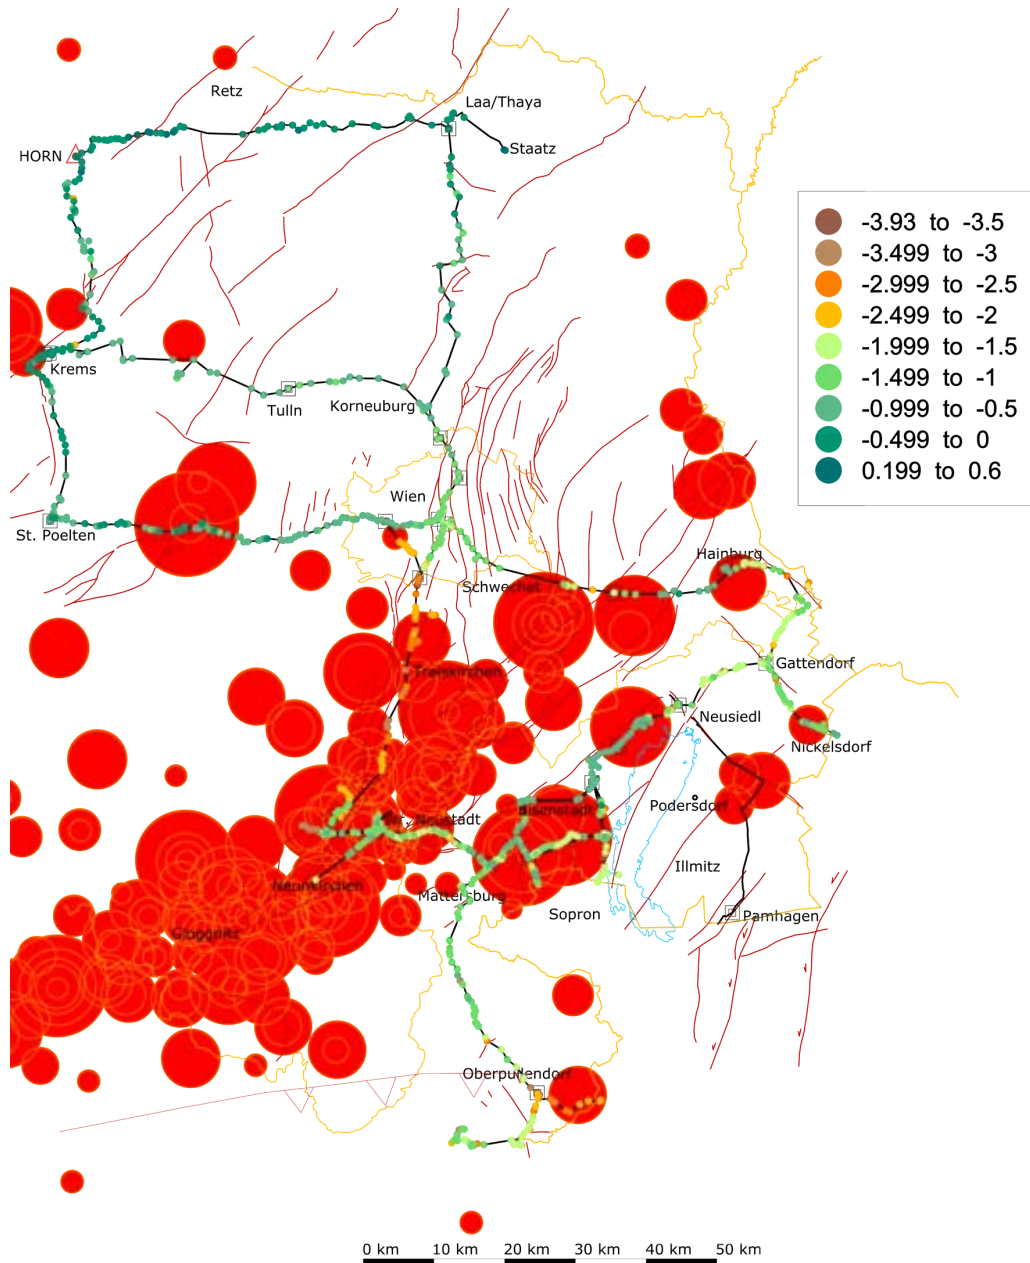 Retz
Laa/Thaya
HORN
Staatz
-3.93 to -3.5
-3.499 to -3
-2.999 to -2.5
-2.499 to -2
-1.999 to -1.5
-1.499 to -1
-0.999 to -0.5
-0.499 to 0
0.199 to 0.6
Krems
Tulln
Korneuburg
Wien
St. Poelten
Hainburg
Schwechat
Traiskirchen
Gattendorf
Neusiedl
Nickelsdorf
Podersdorf
Eisenstadt
Wr. Neustadt
Illmitz
Neunkirchen
Mattersburg
Sopron
Pamhagen
Gloggnitz
Oberpullendorf
0 km 10 km 20 km 30 km 40 km 50 km